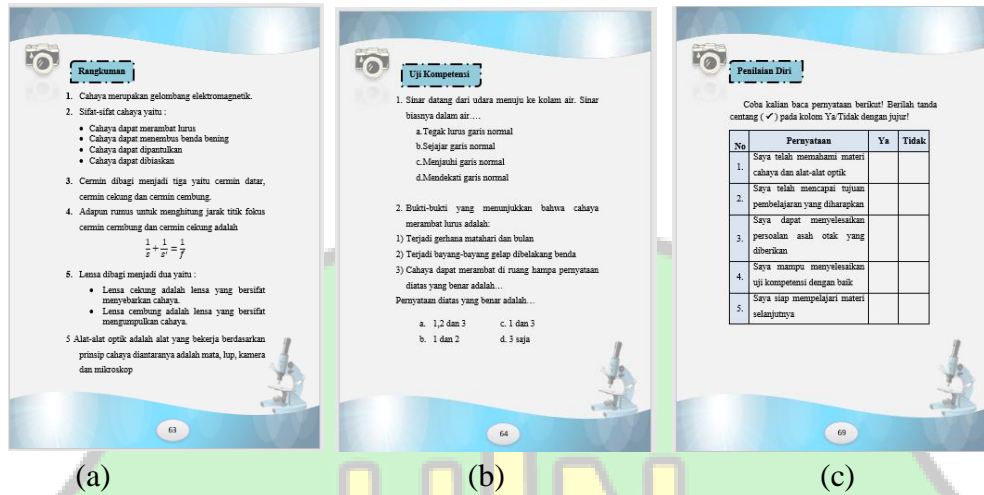 Rangkuman
1. Cahaya merupakan gelombang elektromagnetik.
2. Sifat-sifat cahaya yaitu :
• Cahaya dapat merambat lurus
• Cahaya dapat menembus benda bening
• Cahaya dapat dipantulkan
• Cahaya dapat dibiaskan
3. Cermin dibagi menjadi tiga yaitu cermin datar,
cermin cekung dan cermin cembung.
4. Adapun rumus untuk menghitung jarak titik fokus
cermin cermbung dan cermin cekung adalah
1/s + 1/s' = 1/f
5. Lensa dibagi menjadi dua yaitu :
• Lensa cekung adalah lensa yang bersifat
menyebarkan cahaya.
• Lensa cembung adalah lensa yang bersifat
mengumpulkan cahaya.
5 Alat-alat optik adalah alat yang bekerja berdasarkan
prinsip cahaya diantaranya adalah mata, lup, kamera
dan mikroskop
63
(a)
Uji Kompetensi
1. Sinar datang dari udara menuju ke kolam air. Sinar
biasnya dalam air….
a.Tegak lurus garis normal
b.Sejajar garis normal
c.Menjauhi garis normal
d.Mendekati garis normal
2. Bukti-bukti yang menunjukkan bahwa cahaya
merambat lurus adalah:
1) Terjadi gerhana matahari dan bulan
2) Terjadi bayang-bayang gelap dibelakang benda
3) Cahaya dapat merambat di ruang hampa pernyataan
diatas yang benar adalah…
Pernyataan diatas yang benar adalah…
a. 1,2 dan 3 c. 1 dan 3
b. 1 dan 2 d. 3 saja
64
(b)
Penilaian Diri
Coba kalian baca pernyataan berikut! Berilah tanda
centang ( ✓ ) pada kolom Ya/Tidak dengan jujur!
No Pernyataan Ya Tidak
1. Saya telah memahami materi
cahaya dan alat-alat optik
2. Saya telah mencapai tujuan
pembelajaran yang diharapkan
3. Saya dapat menyelesaikan
persoalan asah otak yang
diberikan
4. Saya mampu menyelesaikan
uji kompetensi dengan baik
5. Saya siap mempelajari materi
selanjutnya
69
(c)